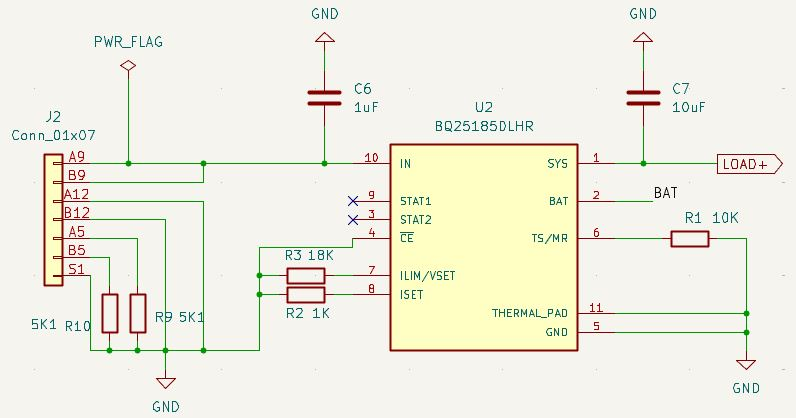 GND
GND
PWR_FLAG
C6
1uF
C7
10uF
J2
Conn_01x07
U2
BQ25185DLHR
A9
B9
A12
B12
A5
B5
S1
10
9
3
4
7
8
IN
STAT1
STAT2
CE
ILIM/VSET
ISET
SYS
BAT
TS/MR
THERMAL_PAD
GND
1
2
6
11
5
LOAD+
BAT
R1 10K
R3 18K
R2 1K
5K1 R10
R9 5K1
GND
GND